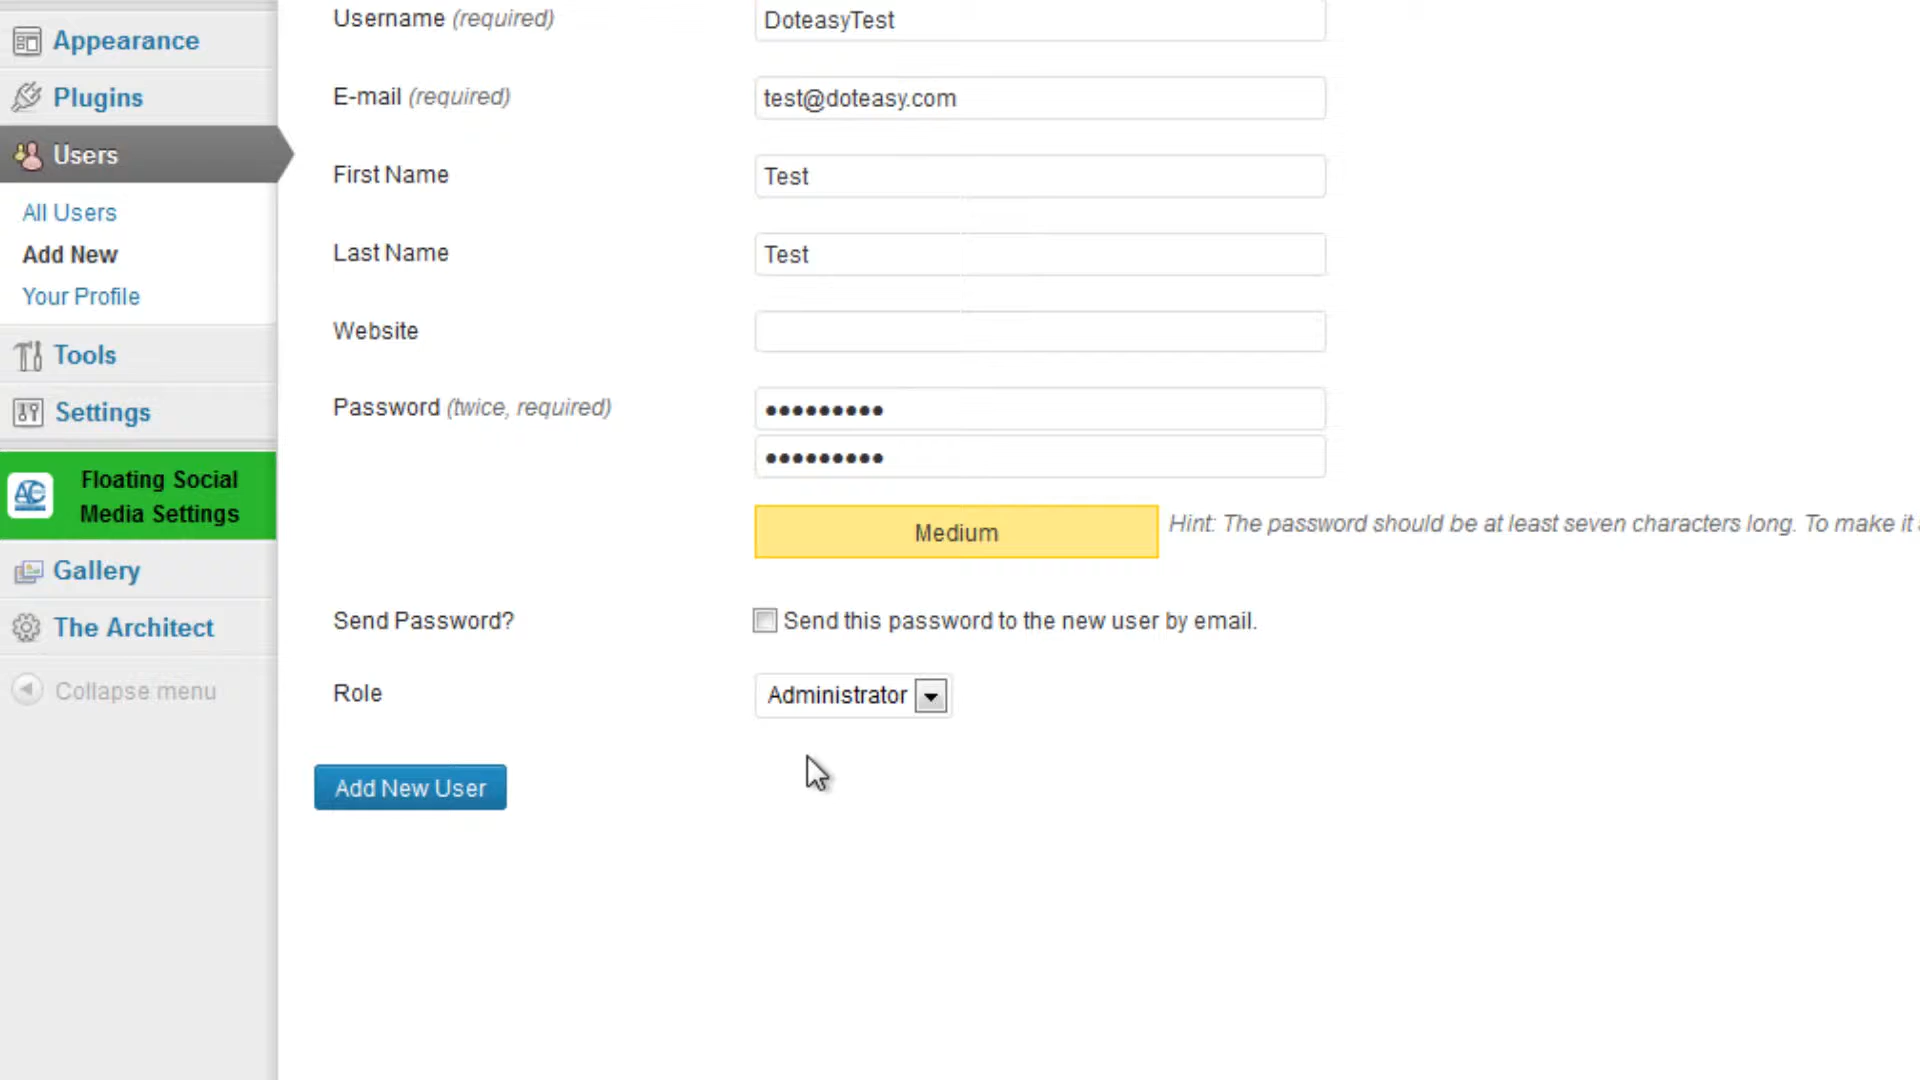 Appearance
Plugins
Users
All Users
Add New
Your Profile
Tools
Settings
Floating Social
Media Settings
Gallery
The Architect
Collapse menu
Username (required)
DoteasyTest
E-mail (required)
test@doteasy.com
First Name
Test
Last Name
Test
Website
Password (twice, required)
●●●●●●●●●
●●●●●●●●●
Medium
Hint: The password should be at least seven characters long. To make it
Send Password?
Send this password to the new user by email.
Role
Administrator
Add New User